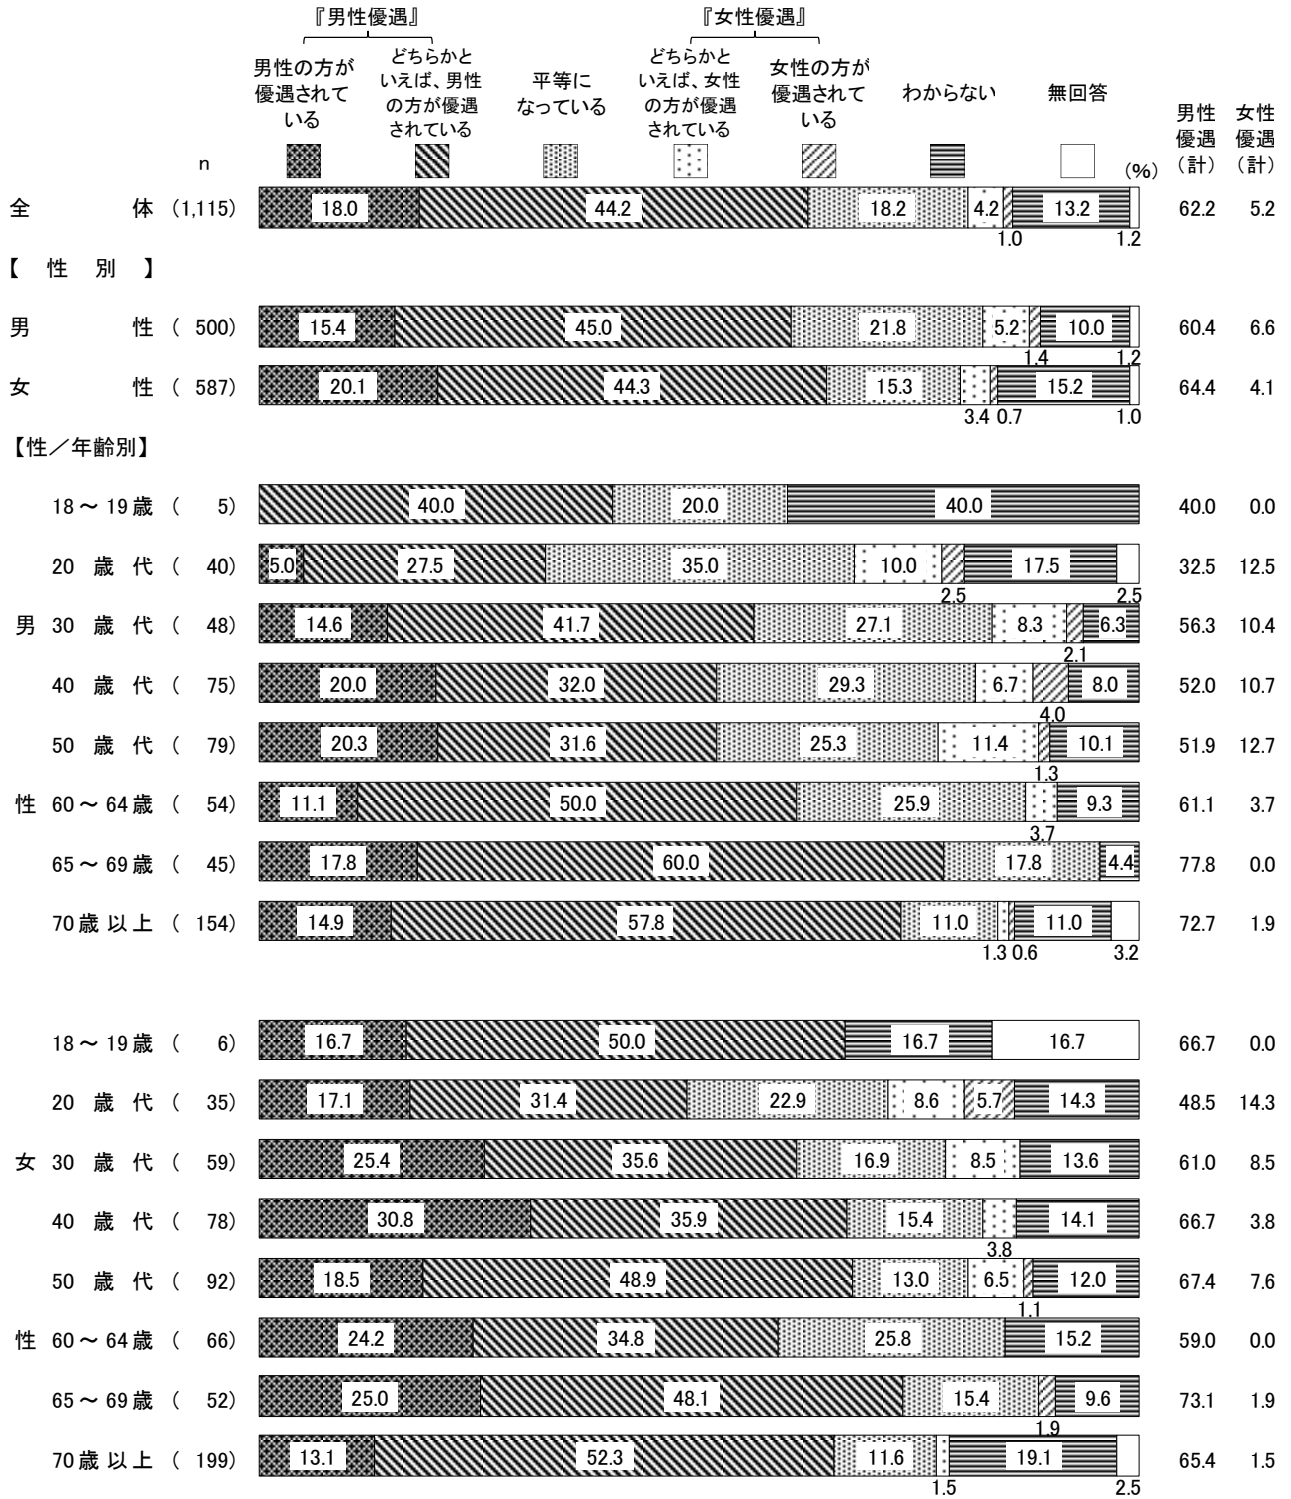 『男性優遇』 『女性優遇』
男性の方が
優遇されて
いる
どちらかと
いえば、男性
の方が優遇
されている
平等に
なっている
どちらかと
いえば、女性
の方が優遇
されている
女性の方が
優遇されて
いる
わからない
無回答
男性
優遇
(計)
女性
優遇
(計)
n (%)
全体 (1,115) 18.0 44.2 18.2 4.2 1.0 13.2 1.2 62.2 5.2
【性別】
男性 (500) 15.4 45.0 21.8 5.2 1.4 10.0 1.2 60.4 6.6
女性 (587) 20.1 44.3 15.3 3.4 0.7 15.2 1.0 64.4 4.1
【性/年齢別】
男性
18~19歳 (5) 40.0 20.0 40.0 40.0 0.0
20歳代 (40) 5.0 27.5 35.0 10.0 2.5 17.5 2.5 32.5 12.5
30歳代 (48) 14.6 41.7 27.1 8.3 2.1 6.3 56.3 10.4
40歳代 (75) 20.0 32.0 29.3 6.7 4.0 8.0 52.0 10.7
50歳代 (79) 20.3 31.6 25.3 11.4 1.3 10.1 51.9 12.7
60~64歳 (54) 11.1 50.0 25.9 3.7 9.3 61.1 3.7
65~69歳 (45) 17.8 60.0 17.8 4.4 77.8 0.0
70歳以上 (154) 14.9 57.8 11.0 1.3 0.6 11.0 3.2 72.7 1.9
女性
18~19歳 (6) 16.7 50.0 16.7 16.7 66.7 0.0
20歳代 (35) 17.1 31.4 22.9 8.6 5.7 14.3 48.5 14.3
30歳代 (59) 25.4 35.6 16.9 8.5 13.6 61.0 8.5
40歳代 (78) 30.8 35.9 15.4 3.8 14.1 66.7 3.8
50歳代 (92) 18.5 48.9 13.0 6.5 1.1 12.0 67.4 7.6
60~64歳 (66) 24.2 34.8 25.8 15.2 59.0 0.0
65~69歳 (52) 25.0 48.1 15.4 1.9 9.6 73.1 1.9
70歳以上 (199) 13.1 52.3 11.6 1.5 19.1 2.5 65.4 1.5